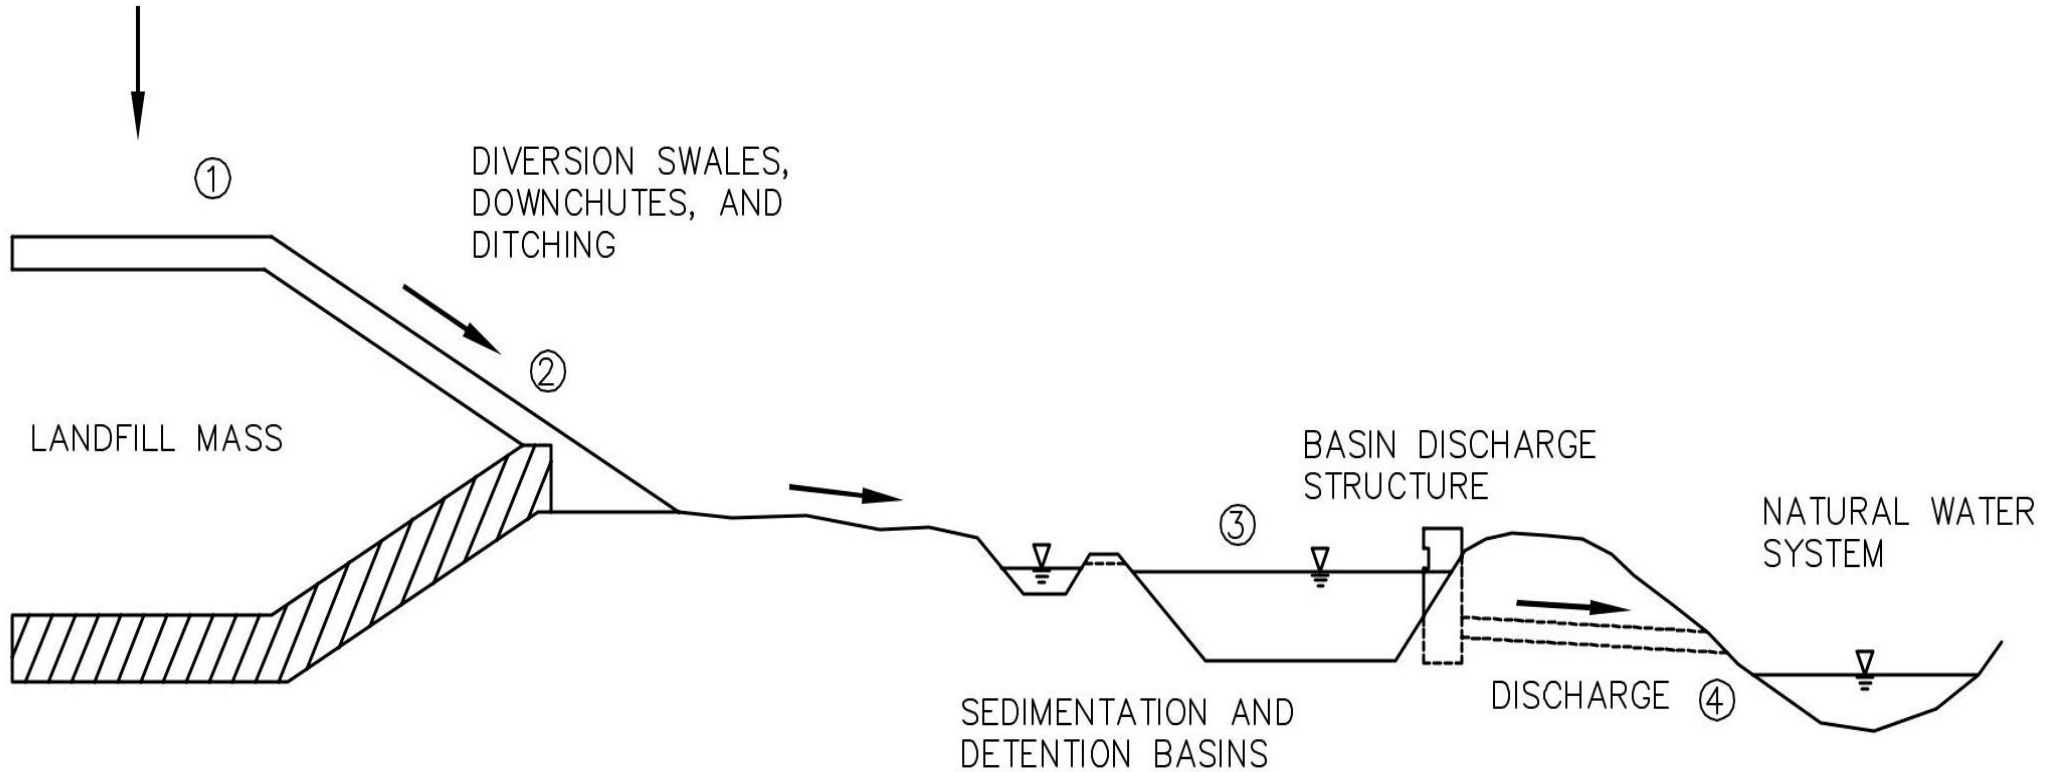 ①
DIVERSION SWALES,
DOWNCHUTES, AND
DITCHING
②
LANDFILL MASS
BASIN DISCHARGE
STRUCTURE
③
NATURAL WATER
SYSTEM
SEDIMENTATION AND
DETENTION BASINS
DISCHARGE ④